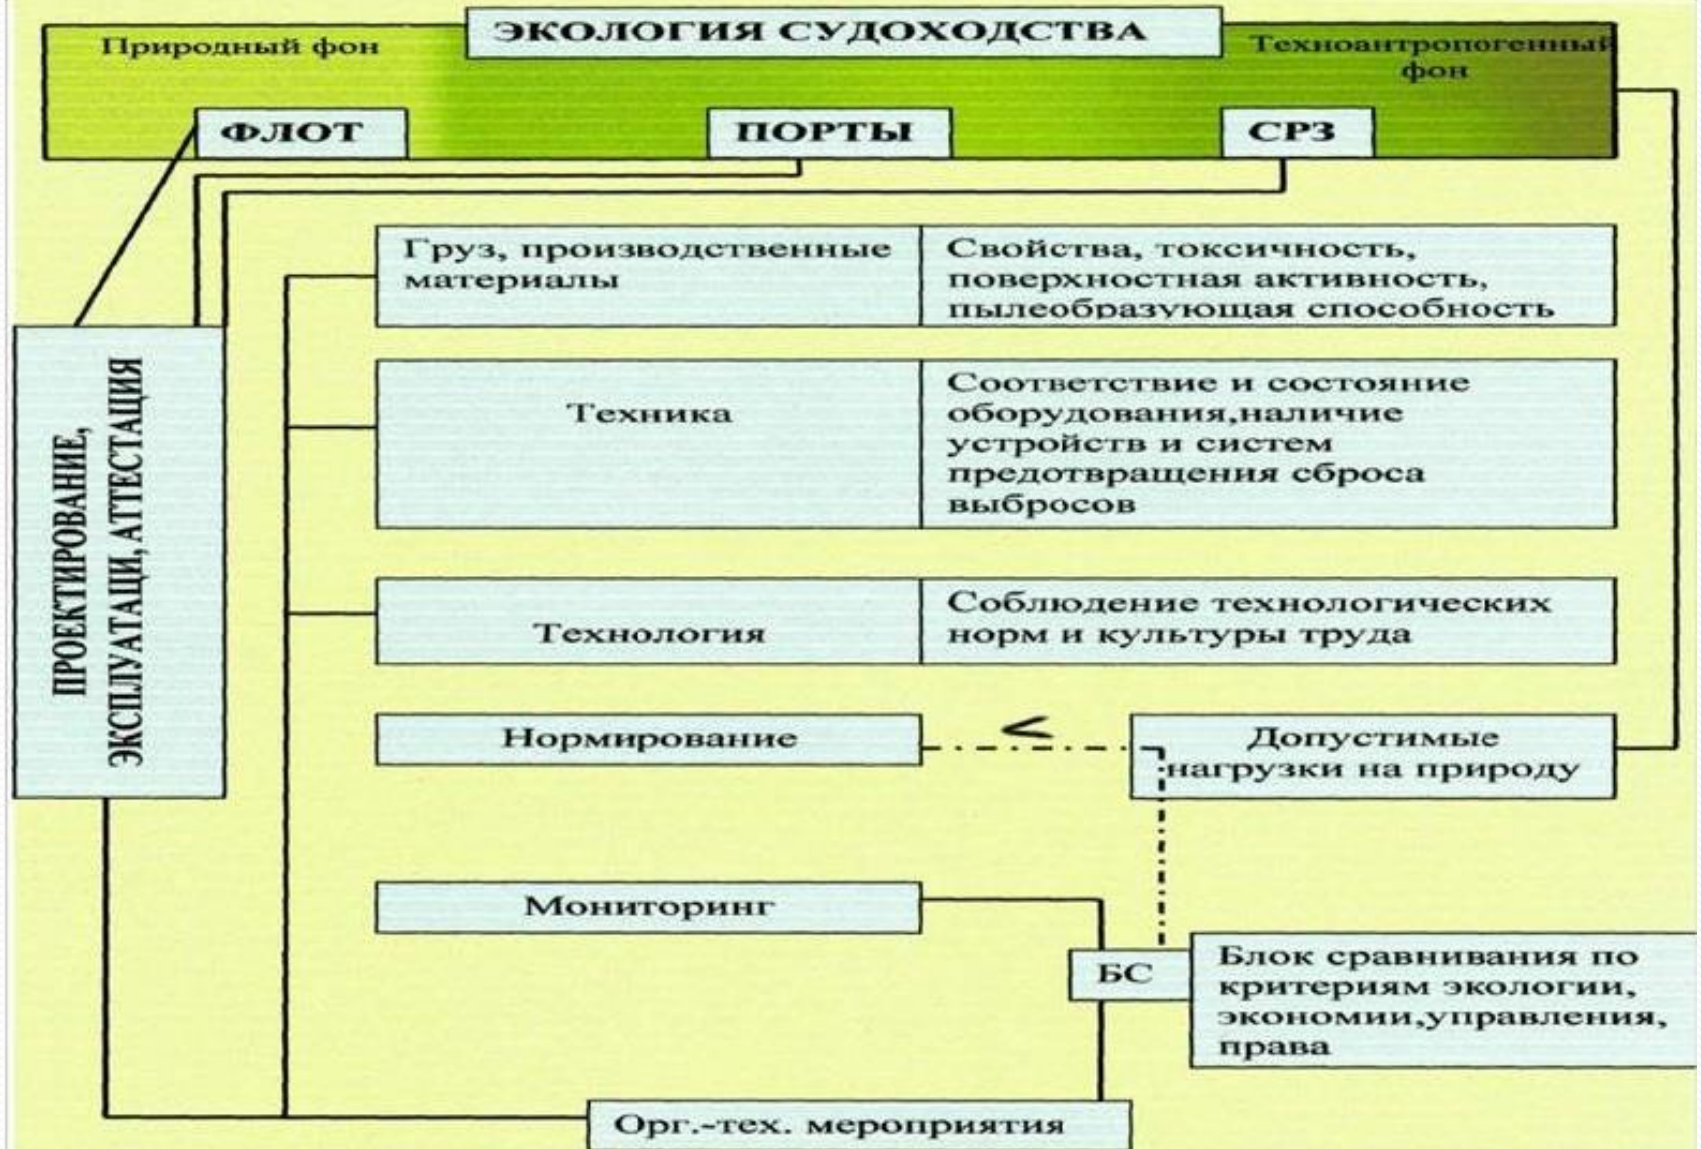 ЭКОЛОГИЯ СУДОХОДСТВА
Природный фон
Техноантропогенный
фон
ФЛОТ
ПОРТЫ
СРЗ
Груз, производственные
материалы
Свойства, токсичность,
поверхностная активность,
пылеобразующая способность
ПРОЕКТИРОВАНИЕ,
ЭКСПЛУАТАЦИ, АТТЕСТАЦИЯ
Техника
Соответствие и состояние
оборудования,наличие
устройств и систем
предотвращения сброса
выбросов
Технология
Соблюдение технологических
норм и культуры труда
Нормирование
<
Допустимые
нагрузки на природу
Мониторинг
БС
Блок сравнивания по
критериям экологии,
экономии,управления,
права
Орг.-тех. мероприятия